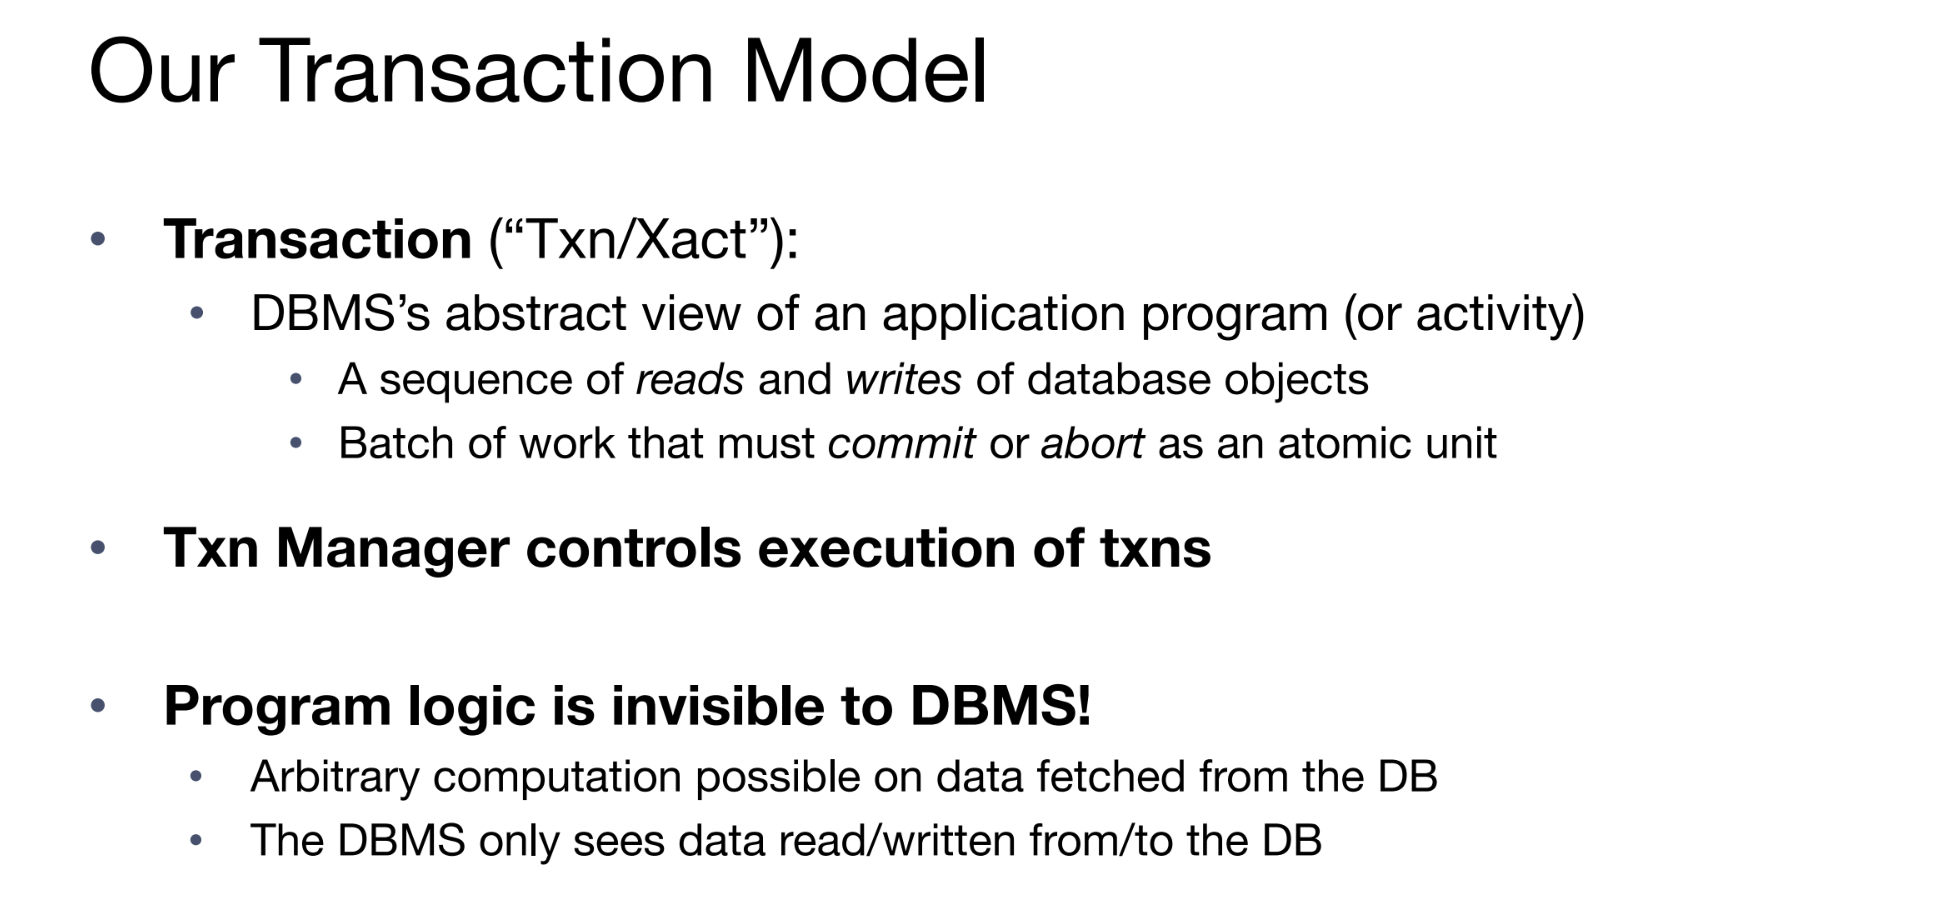 Our Transaction Model
• Transaction (“Txn/Xact”):
• DBMS’s abstract view of an application program (or activity)
• A sequence of reads and writes of database objects
• Batch of work that must commit or abort as an atomic unit
• Txn Manager controls execution of txns
• Program logic is invisible to DBMS!
• Arbitrary computation possible on data fetched from the DB
• The DBMS only sees data read/written from/to the DB